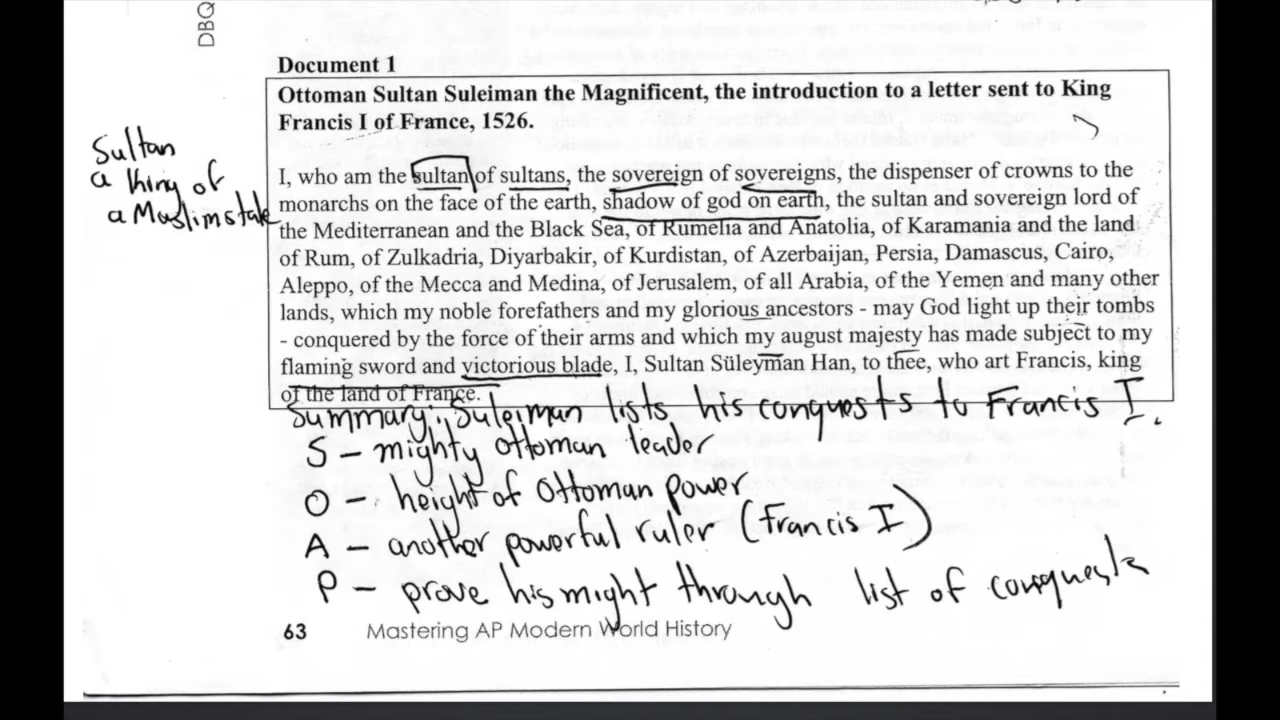 DBQ
Document 1
Ottoman Sultan Suleiman the Magnificent, the introduction to a letter sent to King
Francis I of France, 1526.
Sultan
a king of
a Muslim state
I, who am the sultan of sultans, the sovereign of sovereigns, the dispenser of crowns to the
monarchs on the face of the earth, shadow of god on earth, the sultan and sovereign lord of
the Mediterranean and the Black Sea, of Rumelia and Anatolia, of Karamania and the land
of Rum, of Zulkadria, Diyarbakir, of Kurdistan, of Azerbaijan, Persia, Damascus, Cairo,
Aleppo, of the Mecca and Medina, of Jerusalem, of all Arabia, of the Yemen and many other
lands, which my noble forefathers and my glorious ancestors - may God light up their tombs
- conquered by the force of their arms and which my august majesty has made subject to my
flaming sword and victorious blade, I, Sultan Süleyman Han, to thee, who art Francis, king
of the land of France.
Summary: Suleiman lists his conquests to Francis I.
S – mighty ottoman leader
O – height of Ottoman power
A – another powerful ruler (Francis I)
P – prove his might through list of conquests
63 Mastering AP Modern World History